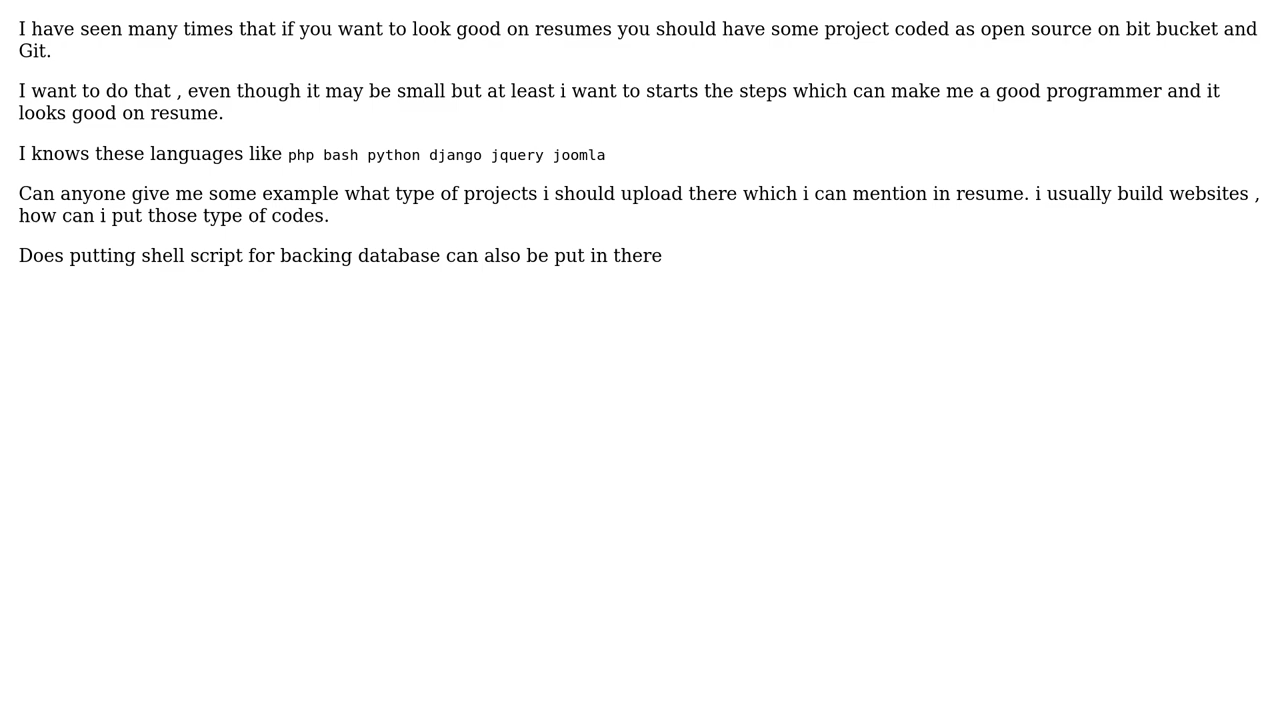 I have seen many times that if you want to look good on resumes you should have some project coded as open source on bit bucket and
Git.
I want to do that , even though it may be small but at least i want to starts the steps which can make me a good programmer and it
looks good on resume.
I knows these languages like php bash python django jquery joomla
Can anyone give me some example what type of projects i should upload there which i can mention in resume. i usually build websites ,
how can i put those type of codes.
Does putting shell script for backing database can also be put in there